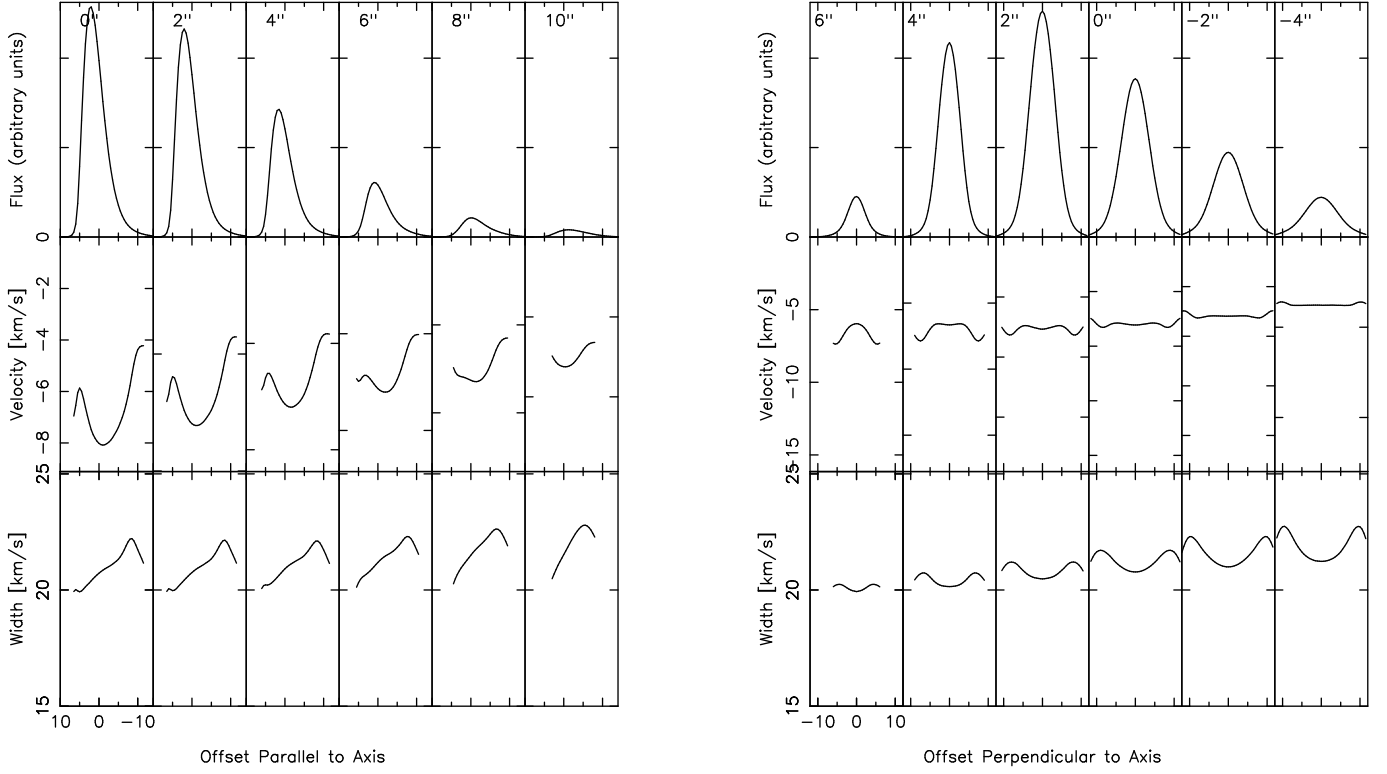 0" 2" 4" 6" 8" 10"
Flux (arbitrary units)
0
Velocity [km/s]
−2
−4
−6
−8
Width [km/s]
25
20
15
10 0 −10
Offset Parallel to Axis
6" 4" 2" 0" −2" −4"
Flux (arbitrary units)
0
Velocity [km/s]
−5
−10
−15
Width [km/s]
25
20
15
−10 0 10
Offset Perpendicular to Axis